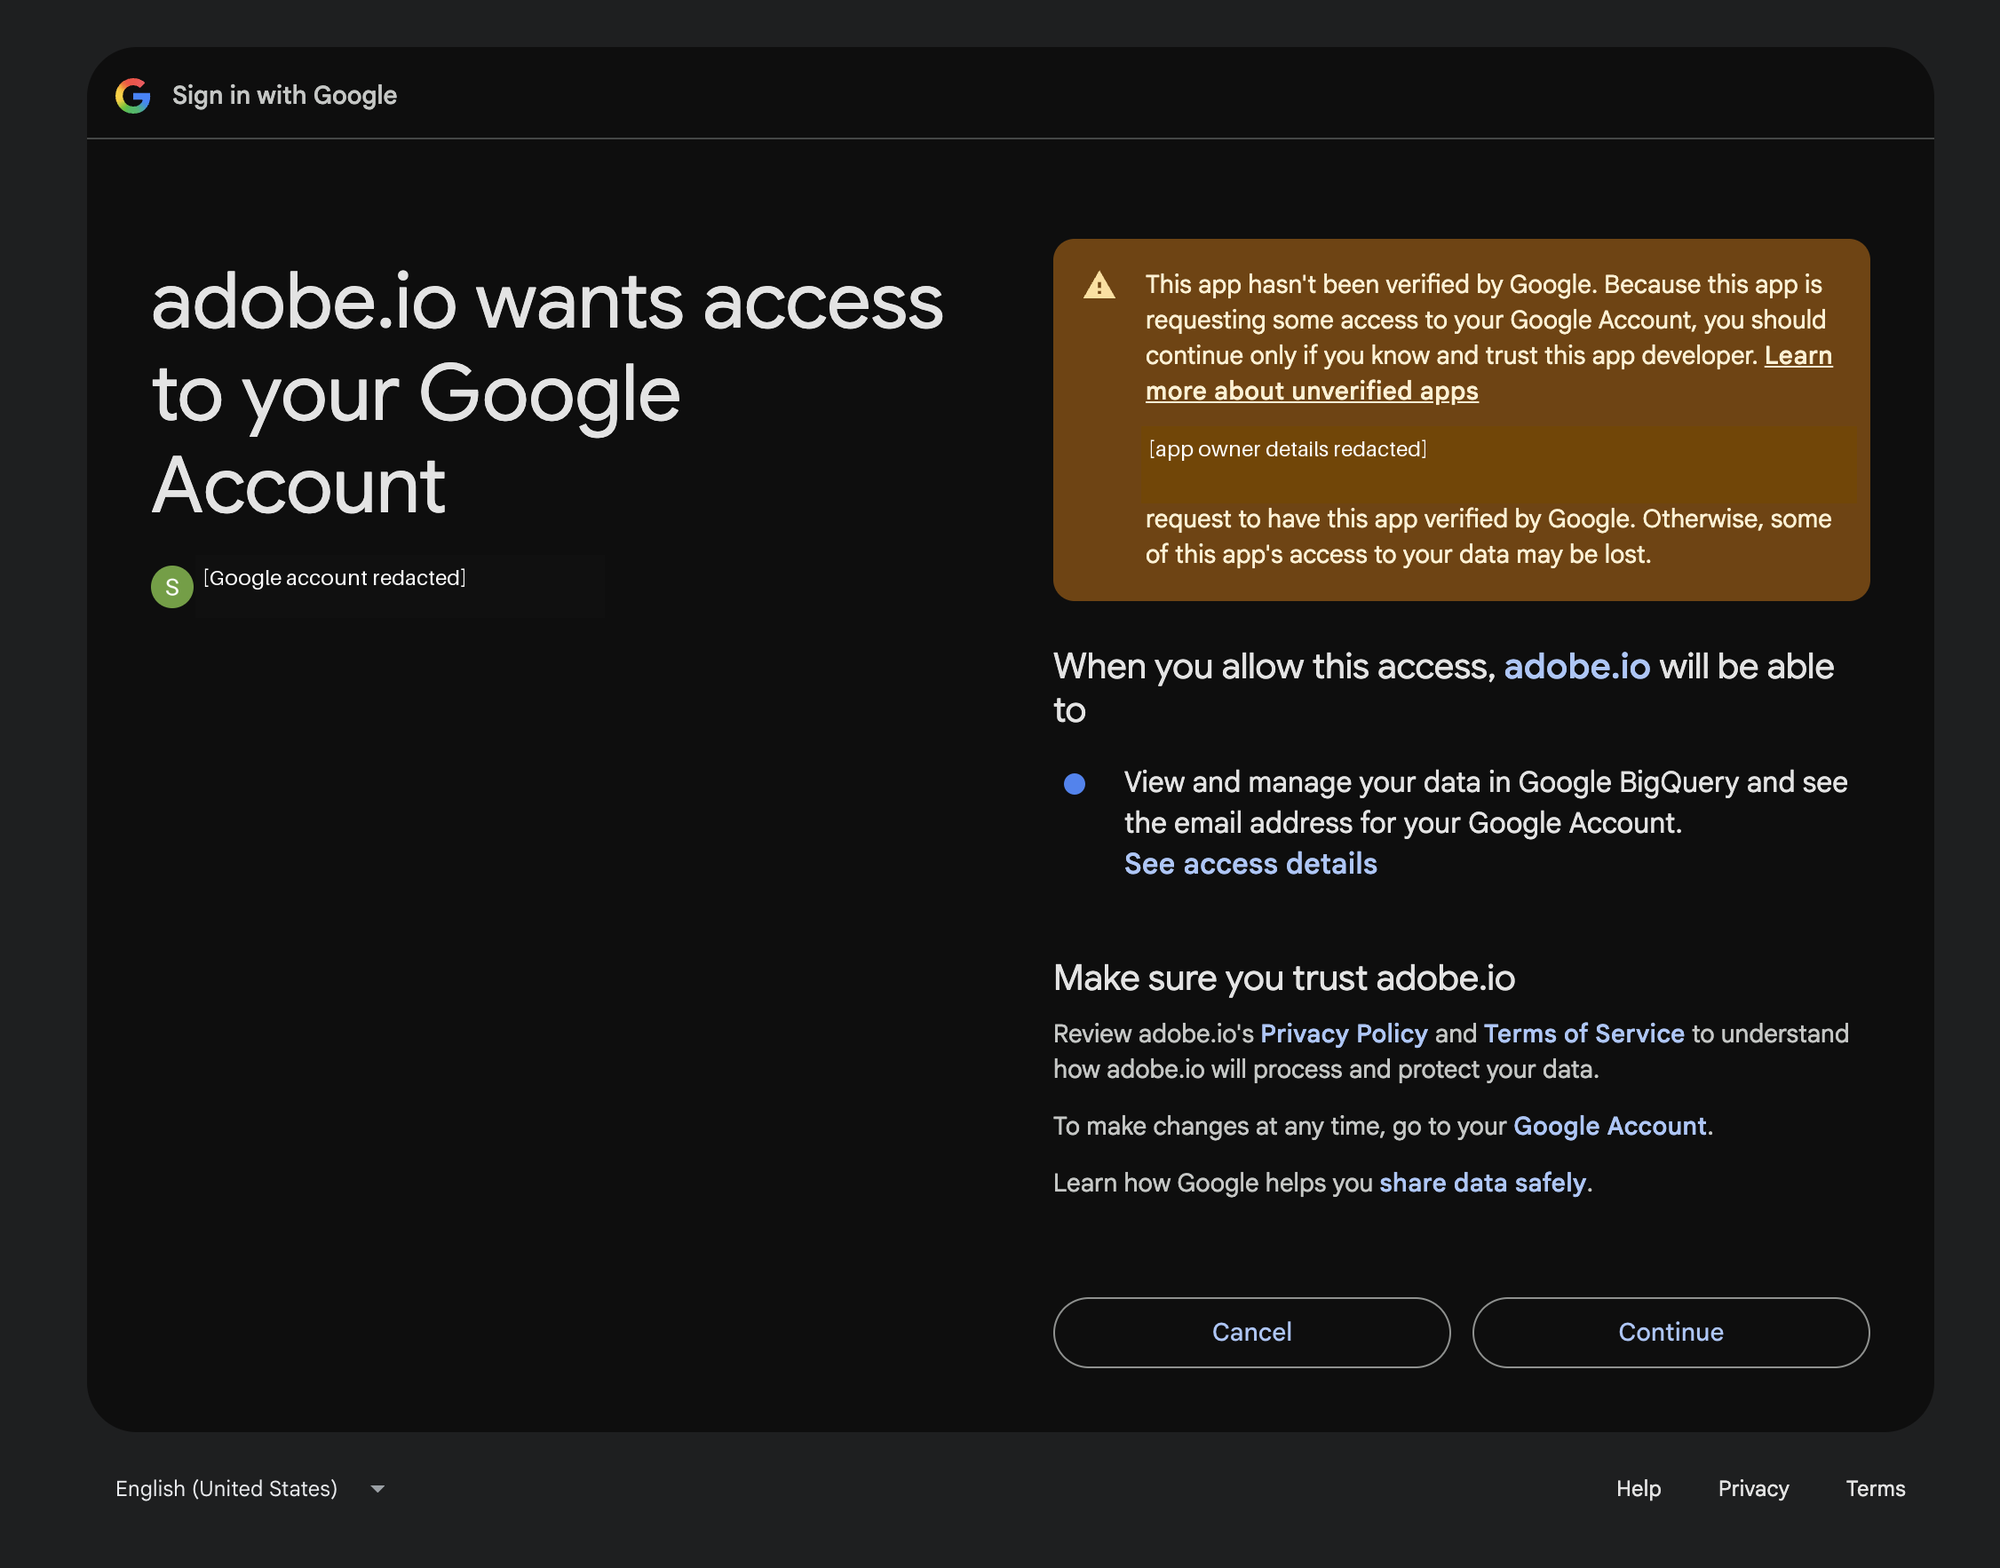 Sign in with Google
adobe.io wants access
to your Google
Account
S
[Google account redacted]
This app hasn't been verified by Google. Because this app is
requesting some access to your Google Account, you should
continue only if you know and trust this app developer. Learn
more about unverified apps
[app owner details redacted]
request to have this app verified by Google. Otherwise, some
of this app's access to your data may be lost.
When you allow this access, adobe.io will be able
to
View and manage your data in Google BigQuery and see
the email address for your Google Account.
See access details
Make sure you trust adobe.io
Review adobe.io's Privacy Policy and Terms of Service to understand
how adobe.io will process and protect your data.
To make changes at any time, go to your Google Account.
Learn how Google helps you share data safely.
Cancel
Continue
English (United States)
Help
Privacy
Terms